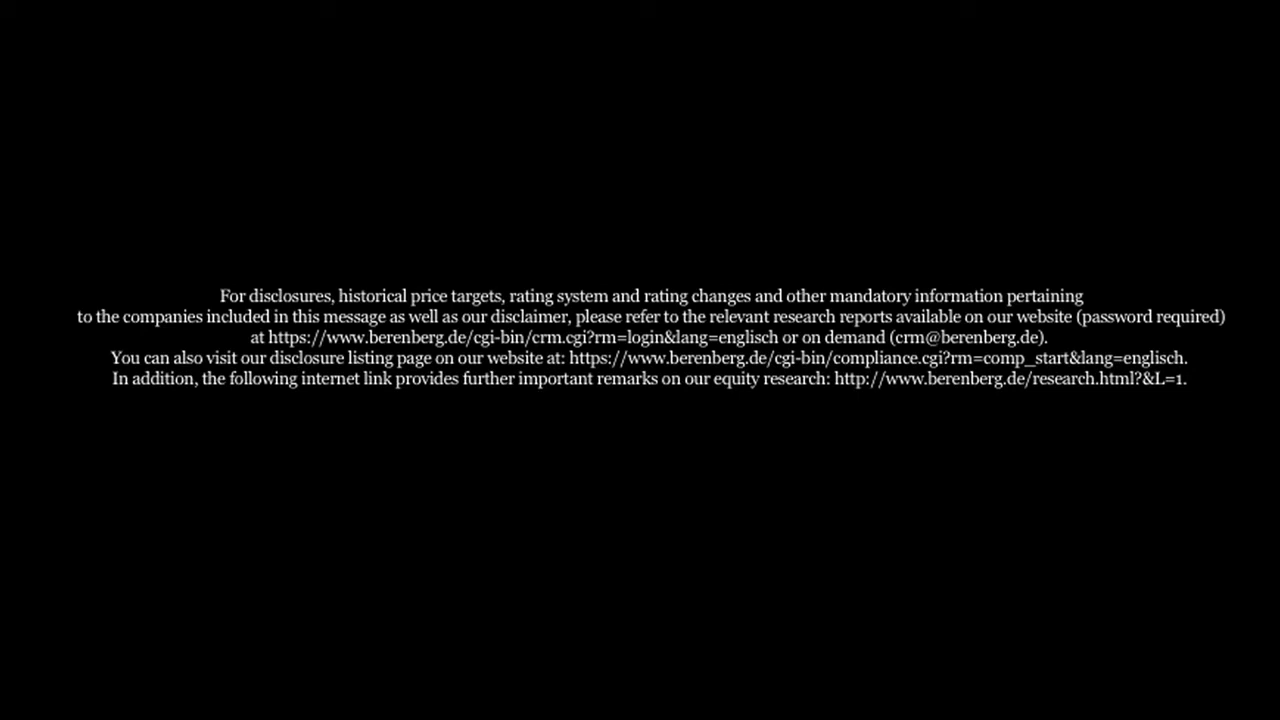 For disclosures, historical price targets, rating system and rating changes and other mandatory information pertaining
to the companies included in this message as well as our disclaimer, please refer to the relevant research reports available on our website (password required)
at https://www.berenberg.de/cgi-bin/crm.cgi?rm=login&lang=englisch or on demand (crm@berenberg.de).
You can also visit our disclosure listing page on our website at: https://www.berenberg.de/cgi-bin/compliance.cgi?rm=comp_start&lang=englisch.
In addition, the following internet link provides further important remarks on our equity research: http://www.berenberg.de/research.html?&L=1.